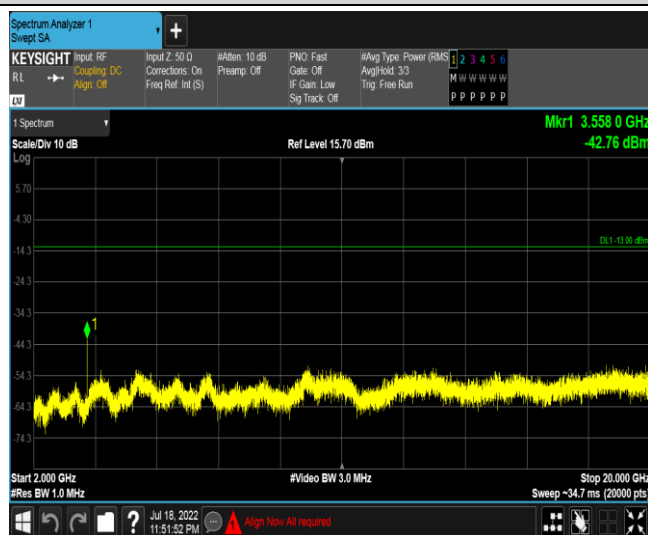 Spectrum Analyzer 1
Swept SA
+
KEYSIGHT
RL
LXI
Input: RF
Coupling: DC
Align: Off
Input Z: 50 Ω
Corrections: On
Freq Ref: Int (S)
#Atten: 10 dB
Preamp: Off
PNO: Fast
Gate: Off
IF Gain: Low
Sig Track: Off
#Avg Type: Power (RMS
Avg|Hold: 3/3
Trig: Free Run
1 2 3 4 5 6
M W W W W W
P P P P P P
1 Spectrum
Mkr1 3.558 0 GHz
-42.76 dBm
Scale/Div 10 dB
Ref Level 15.70 dBm
Log
5.70
-4.30
DL1 -13.00 dBm
-14.3
-24.3
-34.3
1
-44.3
-54.3
-64.3
-74.3
Start 2.000 GHz
#Video BW 3.0 MHz
Stop 20.000 GHz
#Res BW 1.0 MHz
Sweep ~34.7 ms (20000 pts)
?
Jul 18, 2022
11:51:52 PM
1
Align Now All required